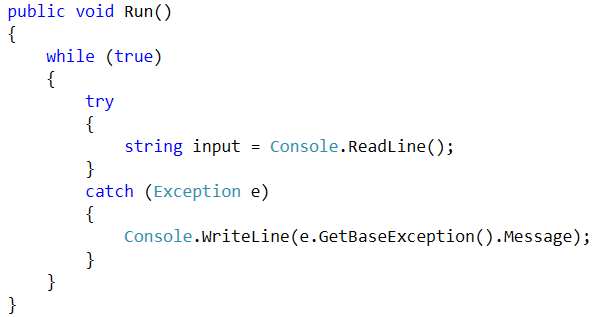 public void Run()
{
    while (true)
    {
        try
        {
            string input = Console.ReadLine();
        }
        catch (Exception e)
        {
            Console.WriteLine(e.GetBaseException().Message);
        }
    }
}